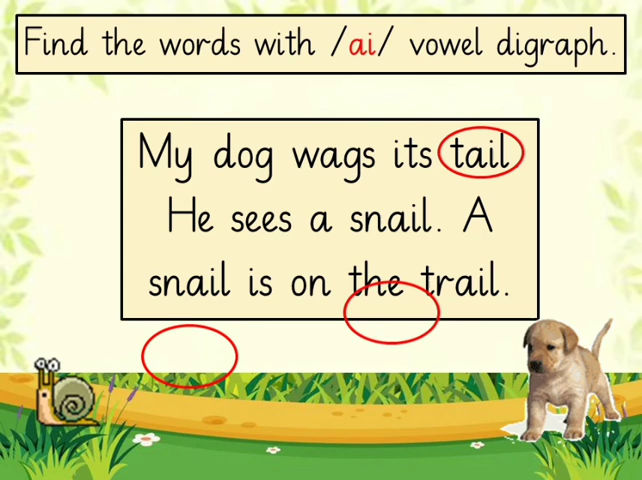 Find the words with /ai/ vowel digraph.
My dog wags its tail
He sees a snail. A
snail is on the trail.